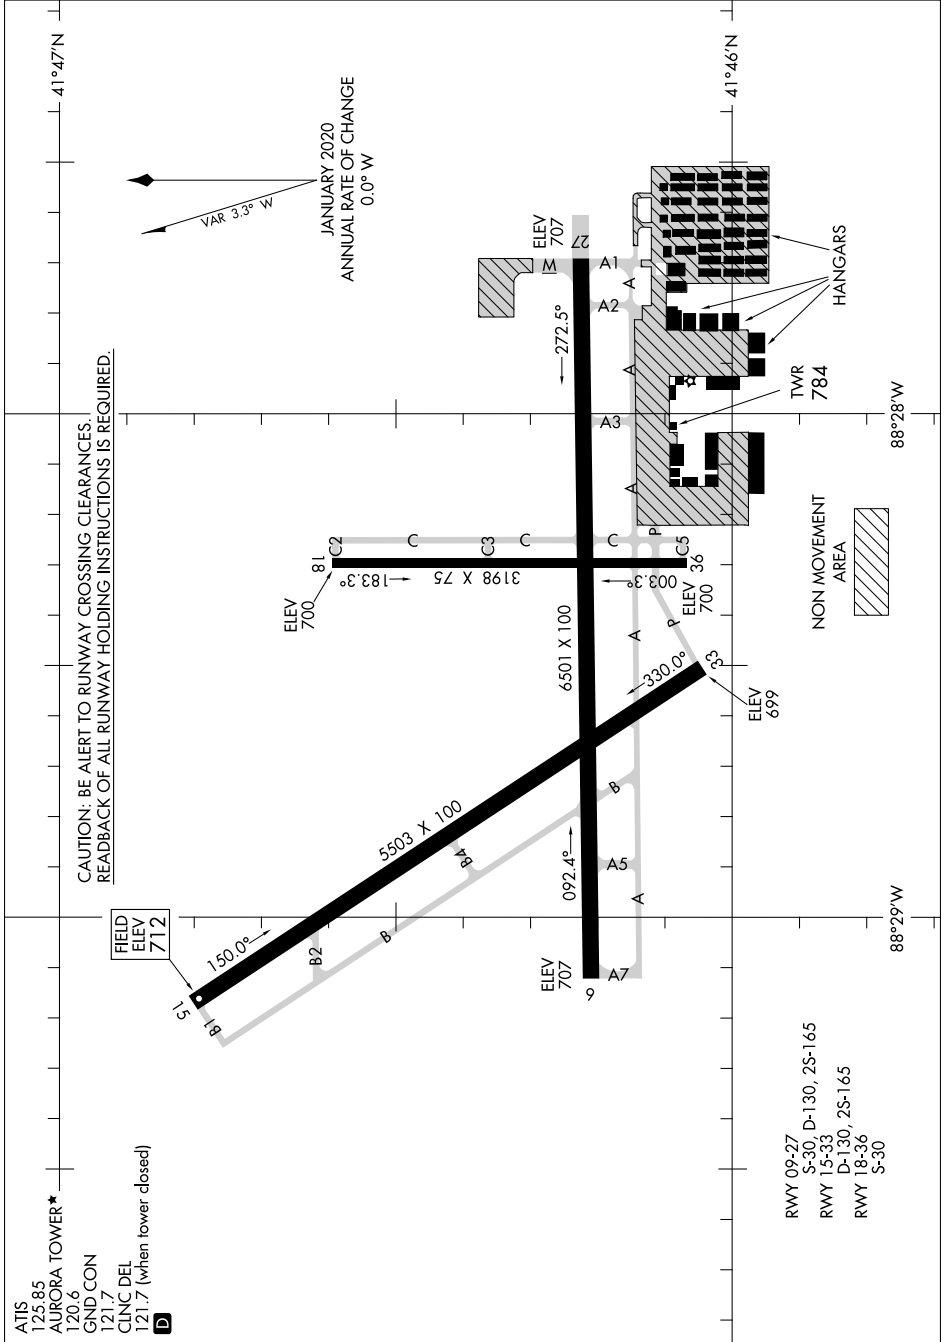 ATIS
125.85
AURORA TOWER★
120.6
GND CON
121.7
CLNC DEL
121.7 (when tower closed)
D
CAUTION: BE ALERT TO RUNWAY CROSSING CLEARANCES.
READBACK OF ALL RUNWAY HOLDING INSTRUCTIONS IS REQUIRED.
41°47'N
41°46'N
88°29'W
88°28'W
JANUARY 2020
ANNUAL RATE OF CHANGE
0.0° W
VAR 3.3° W
FIELD
ELEV
712
15
150.0°
5503 X 100
330.0°
33
ELEV
699
B1
B2
B
B4
B
ELEV
700
18
183.3°
3198 X 75
003.3°
36
ELEV
700
C2
C
C3
C
C
C5
ELEV
707
9
092.4°
6501 X 100
272.5°
27
ELEV
707
W
A7
A
A5
A
P
P
A
A3
A
A2
A
A1
TWR
784
HANGARS
NON MOVEMENT
AREA
RWY 09-27
S-30, D-130, 2S-165
RWY 15-33
D-130, 2S-165
RWY 18-36
S-30